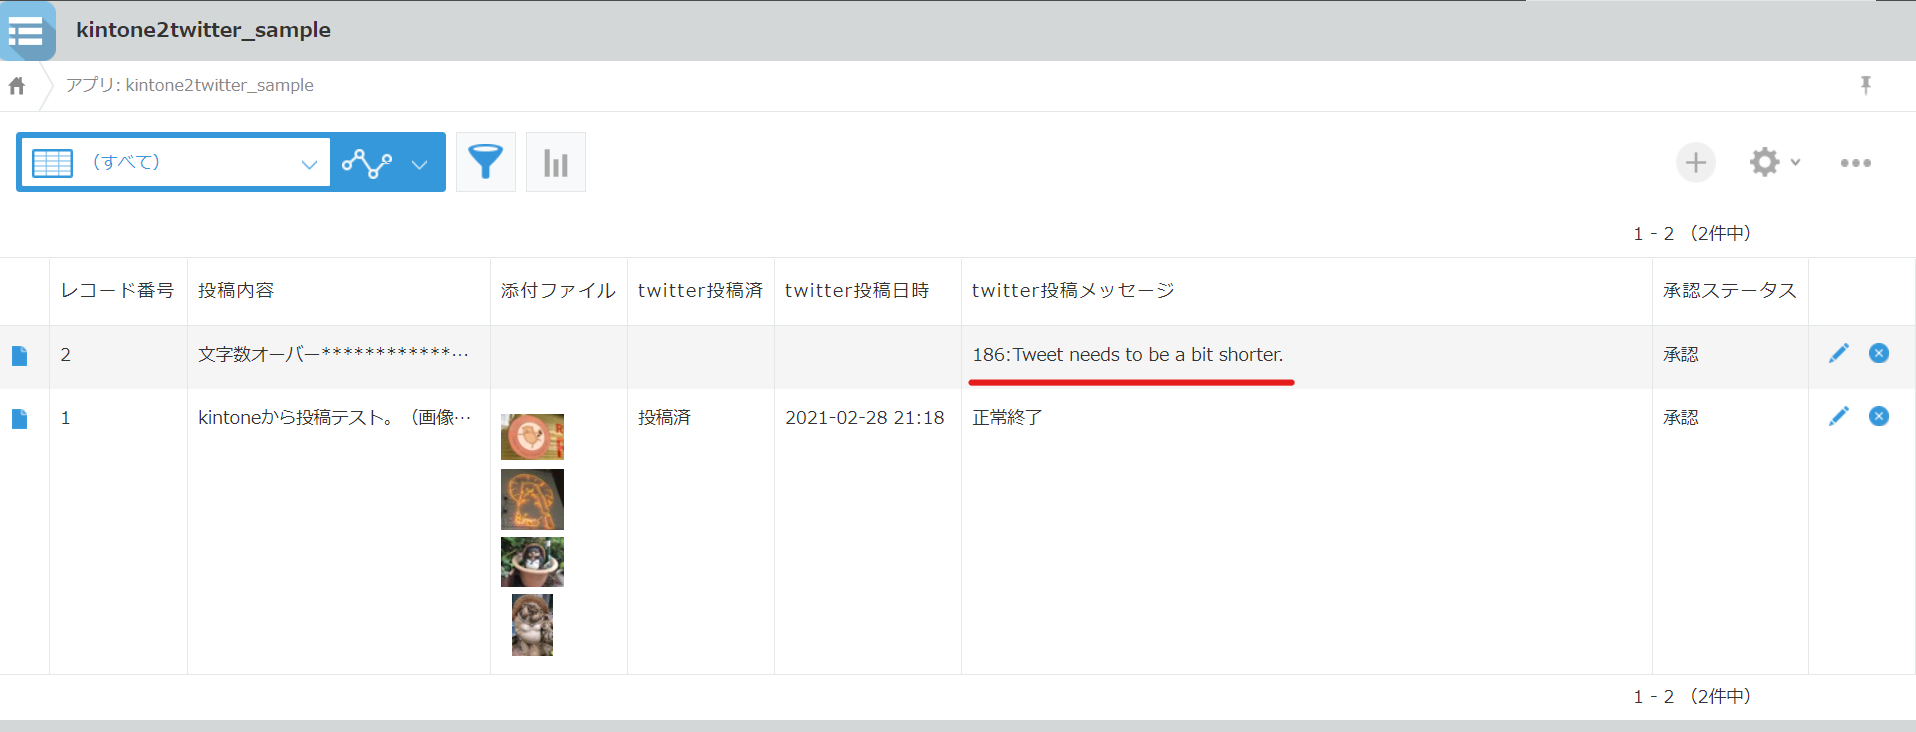 kintone2twitter_sample
アプリ: kintone2twitter_sample
（すべて）
1 - 2 （2件中）
レコード番号 投稿内容 添付ファイル twitter投稿済 twitter投稿日時 twitter投稿メッセージ 承認ステータス
2 文字数オーバー************… 186:Tweet needs to be a bit shorter. 承認
1 kintoneから投稿テスト。（画像… 投稿済 2021-02-28 21:18 正常終了 承認
1 - 2 （2件中）